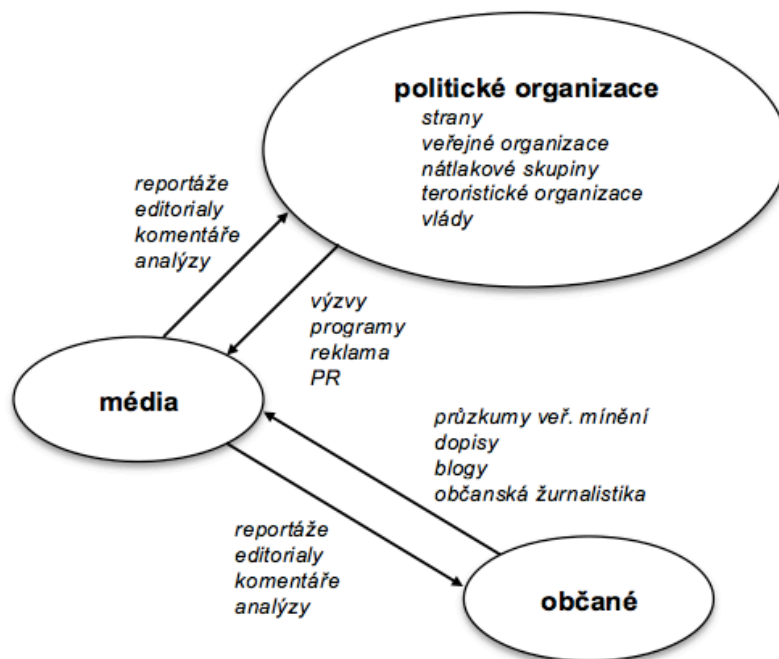 politické organizace
strany
veřejné organizace
nátlakové skupiny
teroristické organizace
vlády
reportáže
editorialy
komentáře
analýzy
výzvy
programy
reklama
PR
média
průzkumy veř. mínění
dopisy
blogy
občanská žurnalistika
reportáže
editorialy
komentáře
analýzy
občané